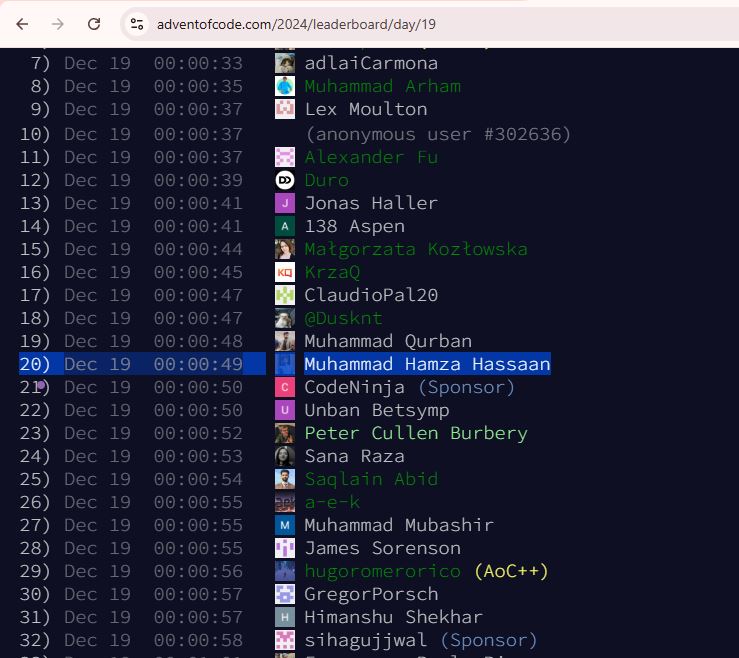 adventofcode.com/2024/leaderboard/day/19
7) Dec 19 00:00:33 adlaiCarmona
8) Dec 19 00:00:35 Muhammad Arham
9) Dec 19 00:00:37 Lex Moulton
10) Dec 19 00:00:37 (anonymous user #302636)
11) Dec 19 00:00:37 Alexander Fu
12) Dec 19 00:00:39 Duro
13) Dec 19 00:00:41 J Jonas Haller
14) Dec 19 00:00:41 A 138 Aspen
15) Dec 19 00:00:44 Małgorzata Kozłowska
16) Dec 19 00:00:45 KQ KrzaQ
17) Dec 19 00:00:47 ClaudioPal20
18) Dec 19 00:00:47 @Dusknt
19) Dec 19 00:00:48 Muhammad Qurban
20) Dec 19 00:00:49 Muhammad Hamza Hassaan
21) Dec 19 00:00:50 C CodeNinja (Sponsor)
22) Dec 19 00:00:50 U Unban Betsymp
23) Dec 19 00:00:52 Peter Cullen Burbery
24) Dec 19 00:00:53 Sana Raza
25) Dec 19 00:00:54 Saqlain Abid
26) Dec 19 00:00:55 a-e-k
27) Dec 19 00:00:55 M Muhammad Mubashir
28) Dec 19 00:00:55 James Sorenson
29) Dec 19 00:00:56 hugoromerorico (AoC++)
30) Dec 19 00:00:57 GregorPorsch
31) Dec 19 00:00:57 H Himanshu Shekhar
32) Dec 19 00:00:58 sihagujjwal (Sponsor)